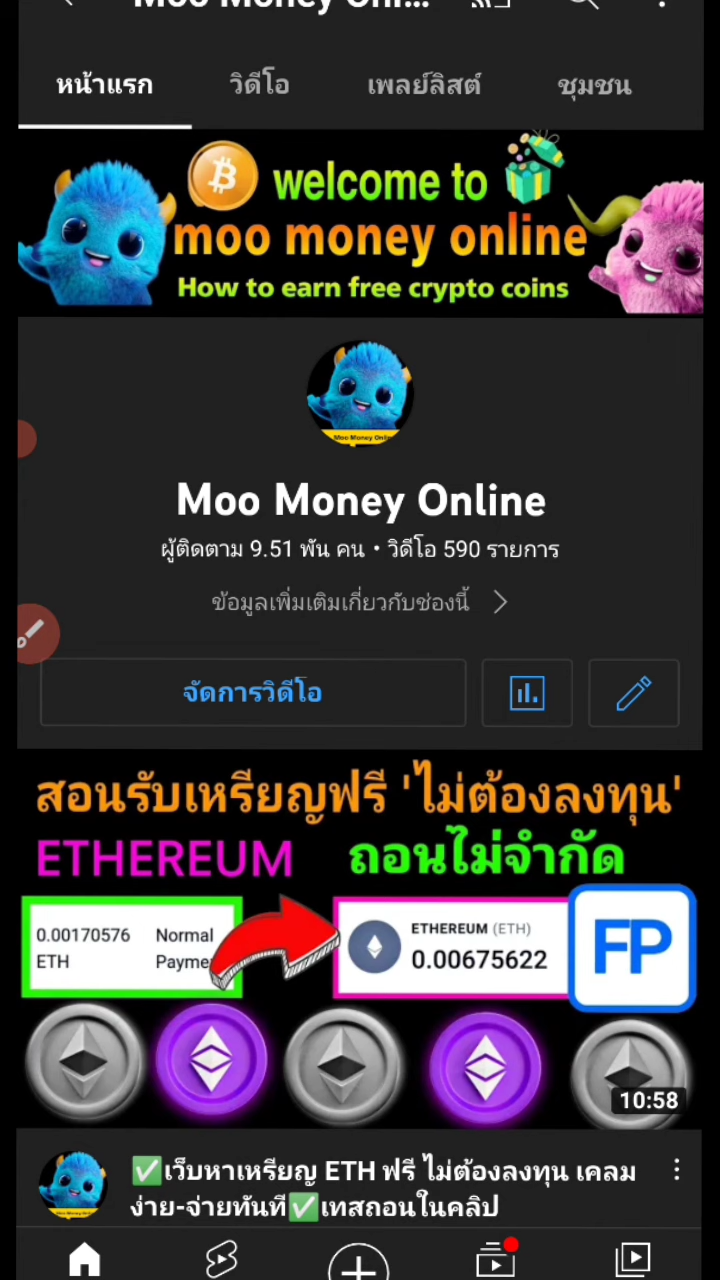 Moo Money Onl...
หน้าแรก วิดีโอ เพลย์ลิสต์ ชุมชน
welcome to
moo money online
How to earn free crypto coins
Moo Money Online
Moo Money Online
ผู้ติดตาม 9.51 พัน คน • วิดีโอ 590 รายการ
ข้อมูลเพิ่มเติมเกี่ยวกับช่องนี้
จัดการวิดีโอ
สอนรับเหรียญฟรี 'ไม่ต้องลงทุน'
ETHEREUM ถอนไม่จำกัด
0.00170576 Normal
ETH Payme
ETHEREUM (ETH)
0.00675622
FP
10:58
✅เว็บหาเหรียญ ETH ฟรี ไม่ต้องลงทุน เคลม
ง่าย-จ่ายทันที✅เทสถอนในคลิป